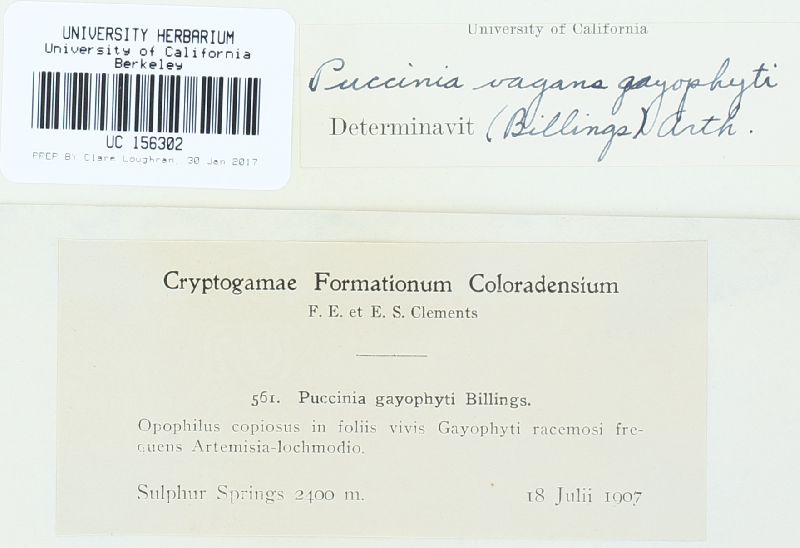 UNIVERSITY HERBARIUM
University of California
Berkeley
UC 156302
PREP BY Clare Loughran, 30 Jan 2017
University of California
Puccinia vagans gayophyti
Determinavit (Billings) Arth.
Cryptogamae Formationum Coloradensium
F. E. et E. S. Clements
561. Puccinia gayophyti Billings.
Opophilus copiosus in foliis vivis Gayophyti racemosi fre-
quens Artemisia-lochmodio.
Sulphur Springs 2400 m. 18 Julii 1907